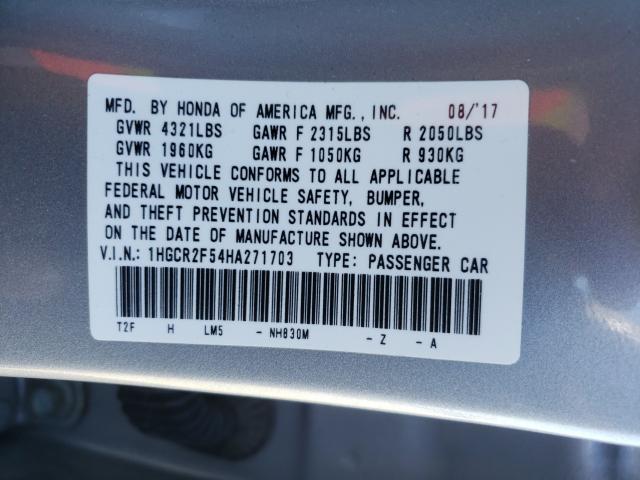 MFD. BY HONDA OF AMERICA MFG., INC. 08/'17
GVWR 4321LBS GAWR F 2315LBS R 2050LBS
GVWR 1960KG GAWR F 1050KG R 930KG
THIS VEHICLE CONFORMS TO ALL APPLICABLE
FEDERAL MOTOR VEHICLE SAFETY, BUMPER,
AND THEFT PREVENTION STANDARDS IN EFFECT
ON THE DATE OF MANUFACTURE SHOWN ABOVE.
V.I.N.: 1HGCR2F54HA271703 TYPE: PASSENGER CAR
T2F H LM5 - NH830M - Z - A